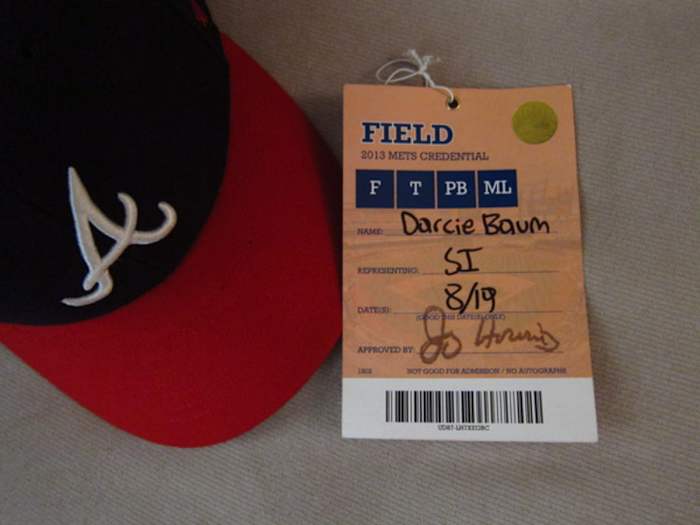 A
FIELD
2013 METS CREDENTIAL
F T PB ML
NAME: Darcie Baum
REPRESENTING: SI
DATE(S): 8/19
(GOOD THIS DATE(S) ONLY)
APPROVED BY: Jo
NOT GOOD FOR ADMISSION / NO AUTOGRAPHS